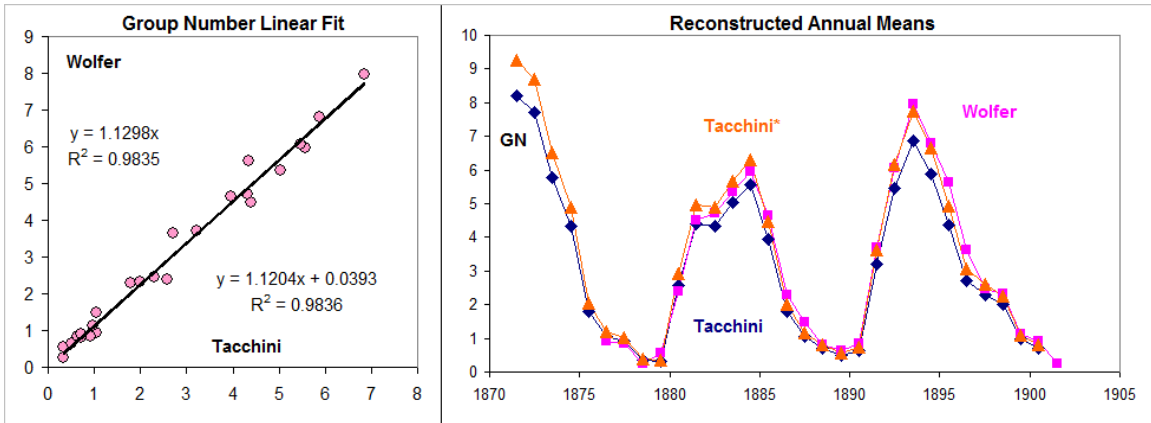 Group Number Linear Fit
9
8
7
6
5
4
3
2
1
0
Wolfer
y = 1.1298x
R² = 0.9835
y = 1.1204x + 0.0393
R² = 0.9836
Tacchini
0 1 2 3 4 5 6 7 8
Reconstructed Annual Means
10
9
8
7
6
5
4
3
2
1
0
GN
Tacchini*
Wolfer
Tacchini
1870 1875 1880 1885 1890 1895 1900 1905